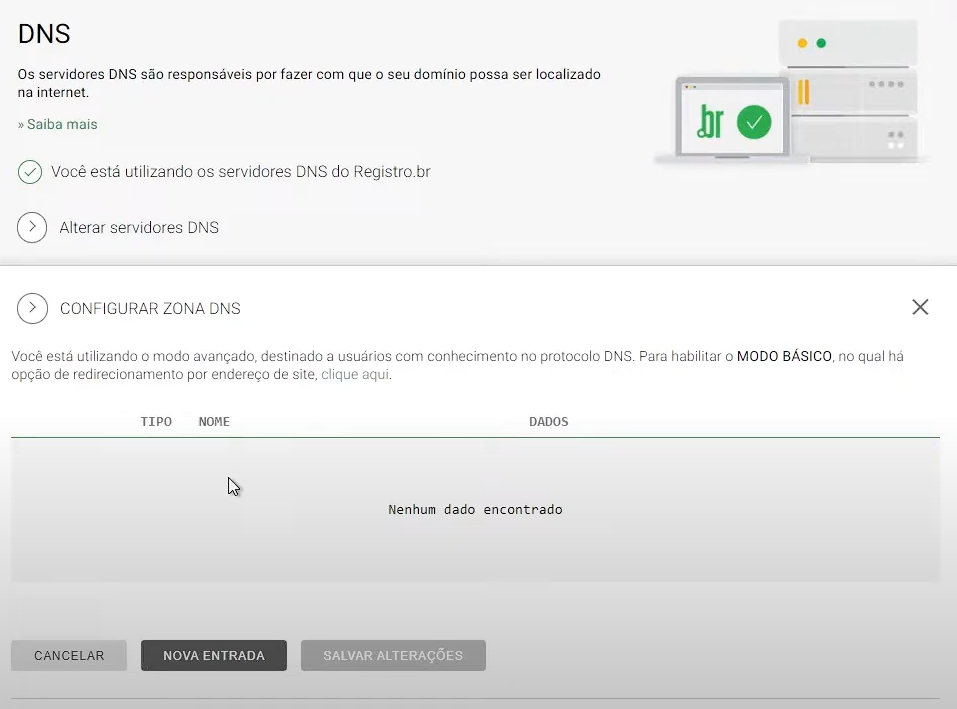 DNS
Os servidores DNS são responsáveis por fazer com que o seu domínio possa ser localizado
na internet.
» Saiba mais
.br
Você está utilizando os servidores DNS do Registro.br
Alterar servidores DNS
CONFIGURAR ZONA DNS
Você está utilizando o modo avançado, destinado a usuários com conhecimento no protocolo DNS. Para habilitar o MODO BÁSICO, no qual há
opção de redirecionamento por endereço de site, clique aqui.
TIPO NOME DADOS
Nenhum dado encontrado
CANCELAR NOVA ENTRADA SALVAR ALTERAÇÕES